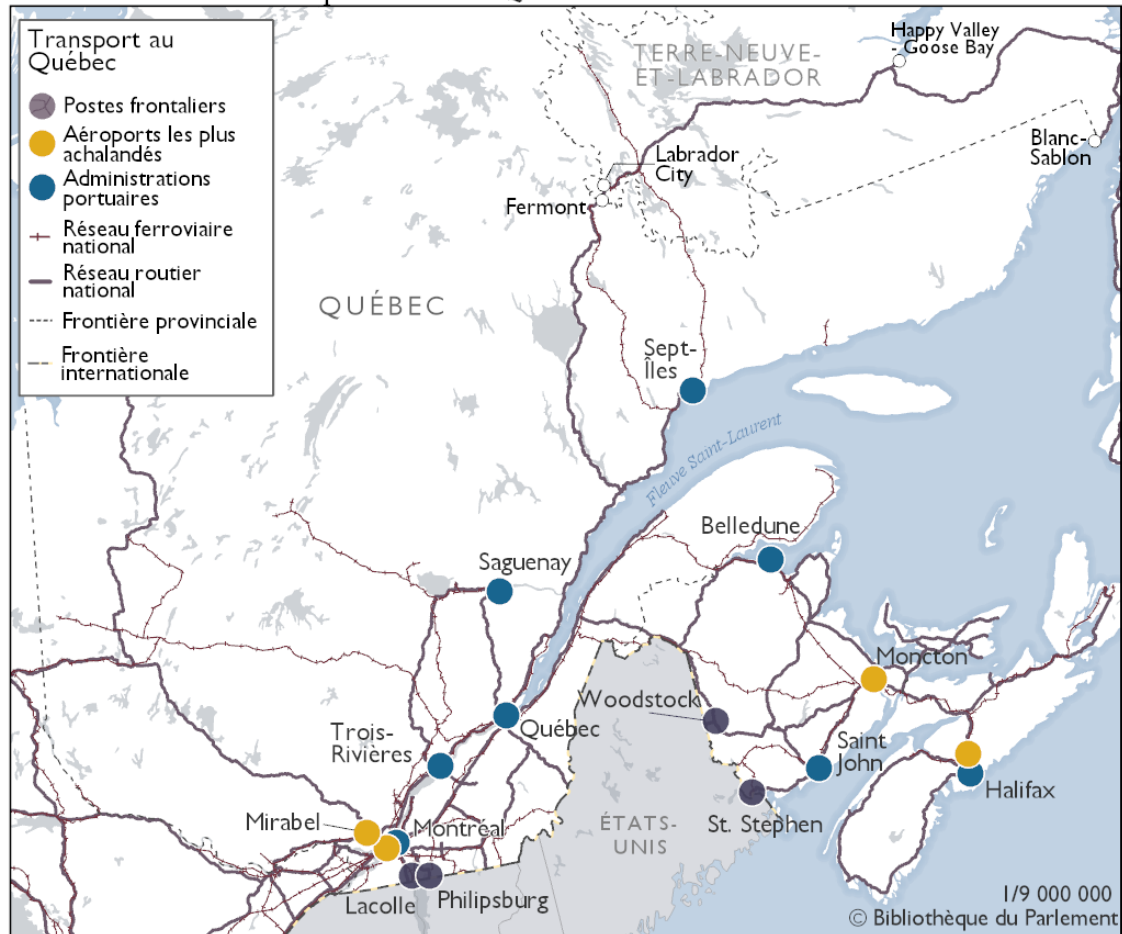 Transport au
Québec
Postes frontaliers
Aéroports les plus
achalandés
Administrations
portuaires
Réseau ferroviaire
national
Réseau routier
national
Frontière provinciale
Frontière
internationale
Happy Valley
- Goose Bay
TERRE-NEUVE-
ET-LABRADOR
Blanc-
Sablon
Labrador
City
Fermont
QUÉBEC
Sept-
Îles
Fleuve Saint-Laurent
Belledune
Saguenay
Moncton
Woodstock
Québec
Trois-
Rivières
Saint
John
Halifax
Mirabel
Montréal
St. Stephen
ÉTATS-
UNIS
Lacolle
Philipsburg
1/9 000 000
© Bibliothèque du Parlement